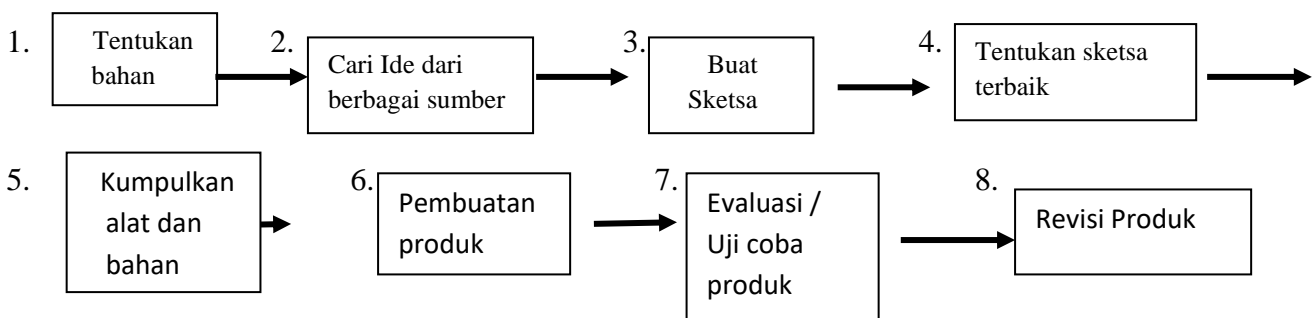 1.
Tentukan
bahan
2.
Cari Ide dari
berbagai sumber
3.
Buat
Sketsa
4.
Tentukan sketsa
terbaik
5.
Kumpulkan
alat dan
bahan
6.
Pembuatan
produk
7.
Evaluasi /
Uji coba
produk
8.
Revisi Produk